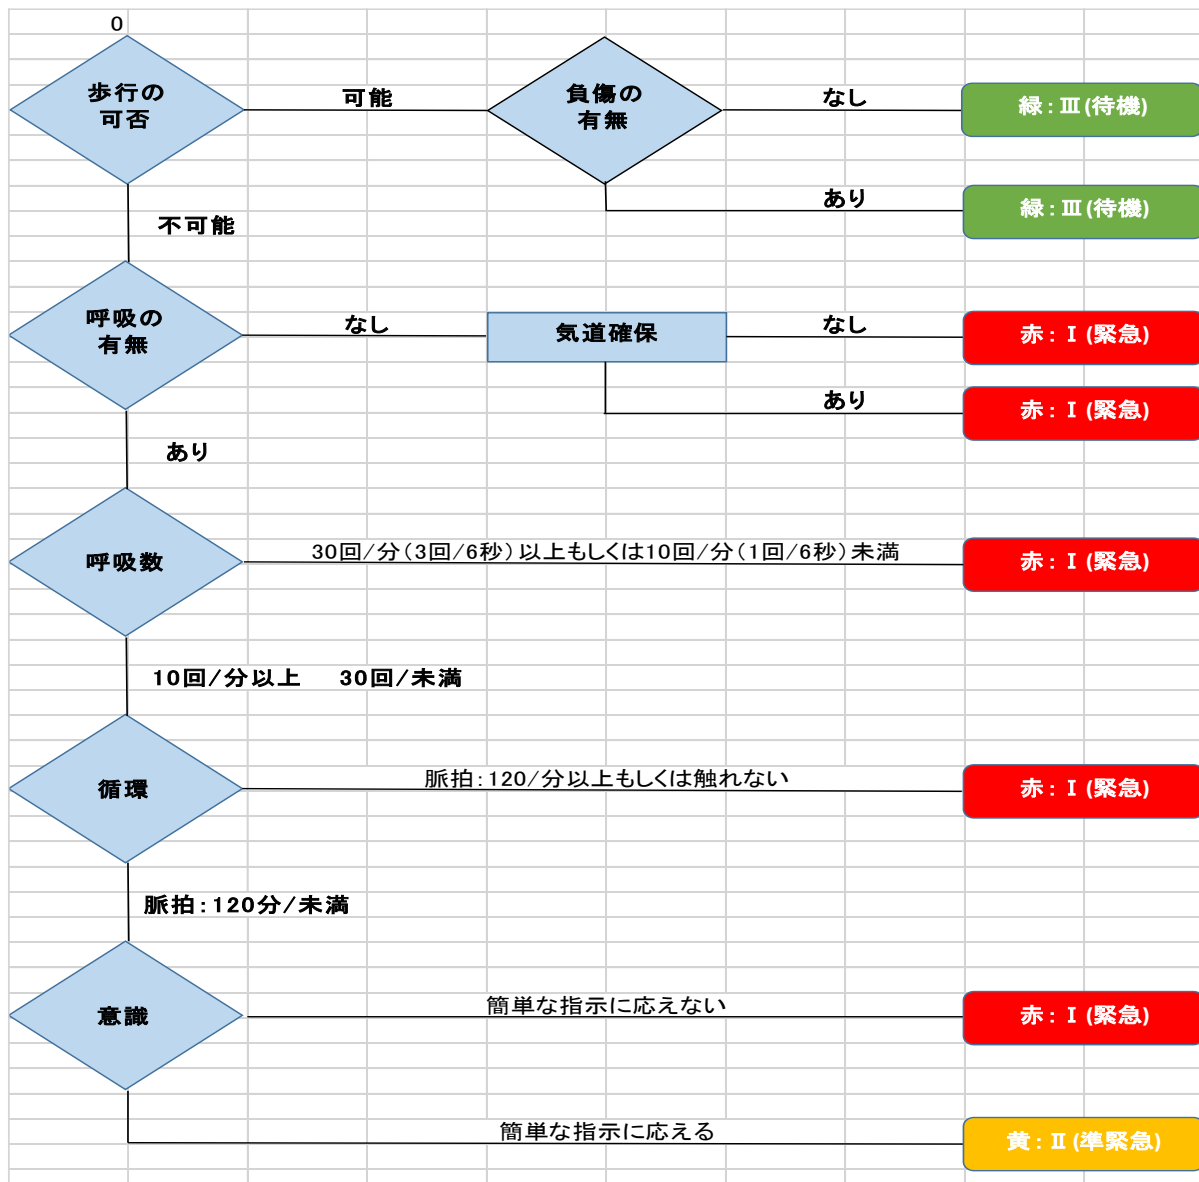 0
歩行の
可否
可能
負傷の
有無
なし
緑：Ⅲ(待機)
あり
緑：Ⅲ(待機)
不可能
呼吸の
有無
なし
気道確保
なし
赤：Ⅰ(緊急)
あり
赤：Ⅰ(緊急)
あり
呼吸数
30回/分（3回/6秒）以上もしくは10回/分（1回/6秒）未満
赤：Ⅰ(緊急)
10回/分以上　30回/未満
循環
脈拍：120/分以上もしくは触れない
赤：Ⅰ(緊急)
脈拍：120分/未満
意識
簡単な指示に応えない
赤：Ⅰ(緊急)
簡単な指示に応える
黄：Ⅱ(準緊急)